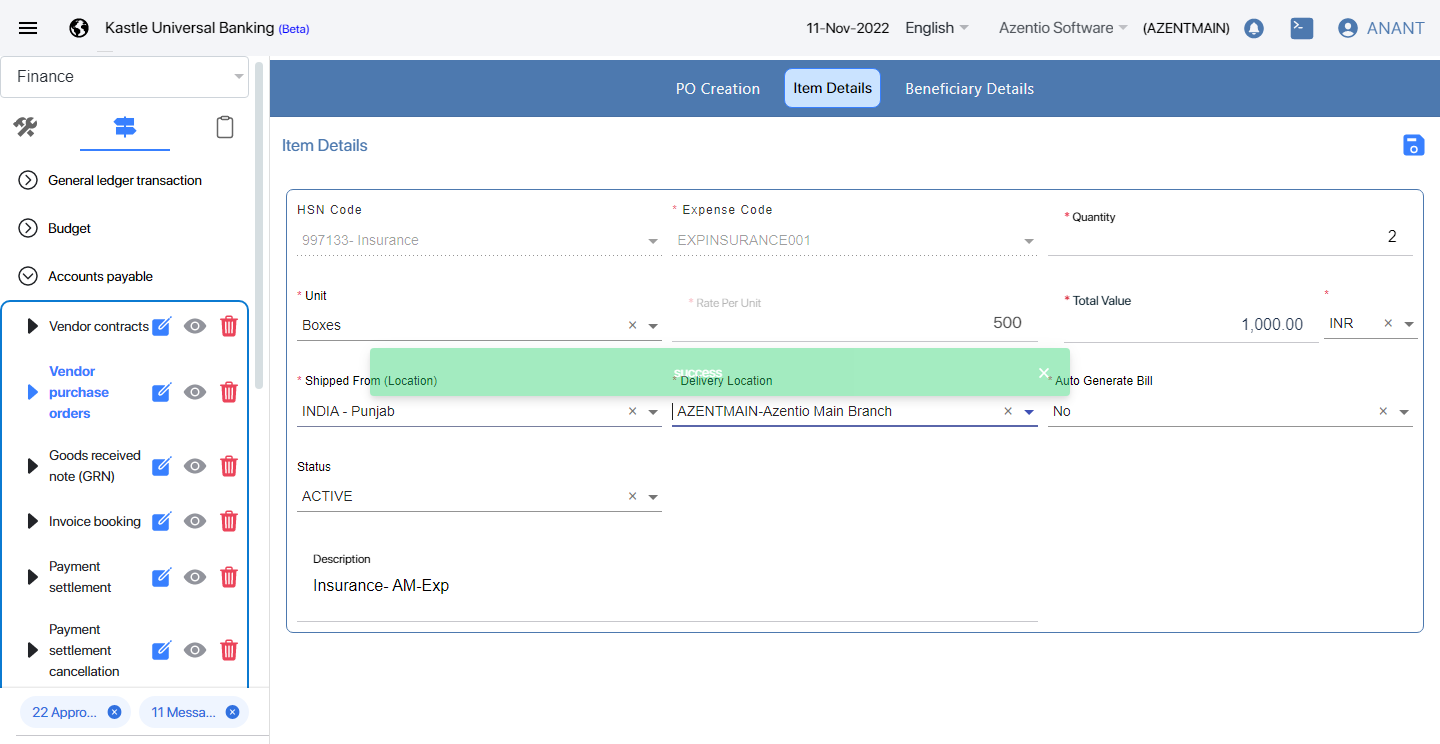 Kastle Universal Banking (Beta)
11-Nov-2022 English Azentio Software (AZENTMAIN) ANANT
Finance
PO Creation Item Details Beneficiary Details
General ledger transaction
Budget
Accounts payable
Vendor contracts
Vendor
purchase
orders
Goods received
note (GRN)
Invoice booking
Payment
settlement
Payment
settlement
cancellation
22 Appro...
11 Messa...
Item Details
HSN Code
997133- Insurance
* Expense Code
EXPINSURANCE001
* Quantity
2
* Unit
Boxes
* Rate Per Unit
500
* Total Value
1,000.00
*
INR
success
* Shipped From (Location)
INDIA - Punjab
* Delivery Location
AZENTMAIN-Azentio Main Branch
* Auto Generate Bill
No
Status
ACTIVE
Description
Insurance- AM-Exp